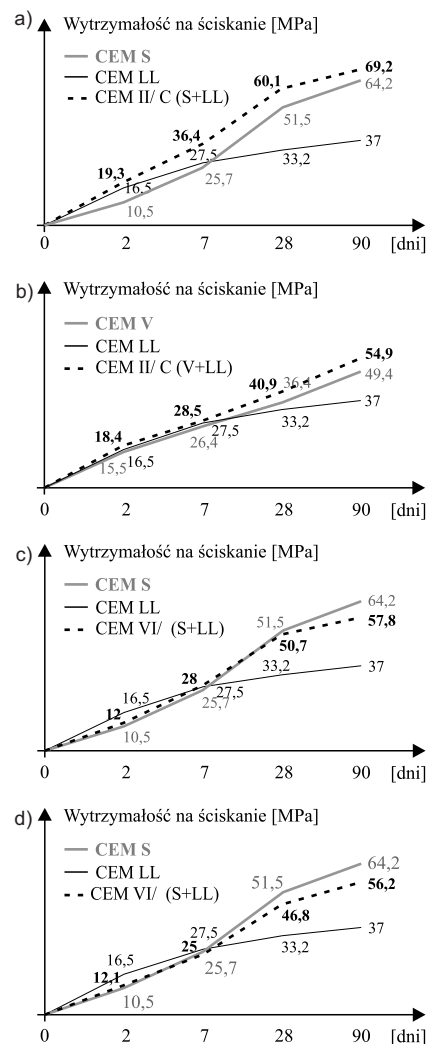 a) Wytrzymałość na ściskanie [MPa]
CEM S
CEM LL
CEM II/ C (S+LL)
69,2
64,2
60,1
51,5
36,4
37
33,2
27,5
25,7
19,3
16,5
10,5
0 2 7 28 90 [dni]
b) Wytrzymałość na ściskanie [MPa]
CEM V
CEM LL
CEM II/ C (V+LL)
54,9
49,4
40,9
36,4
37
33,2
28,5
27,5
26,4
18,4
15,5
16,5
0 2 7 28 90 [dni]
c) Wytrzymałość na ściskanie [MPa]
CEM S
CEM LL
CEM VI/ (S+LL)
64,2
57,8
51,5
50,7
33,2
37
28
27,5
25,7
16,5
12
10,5
0 2 7 28 90 [dni]
d) Wytrzymałość na ściskanie [MPa]
CEM S
CEM LL
CEM VI/ (S+LL)
64,2
56,2
51,5
46,8
37
33,2
27,5
25
25,7
16,5
12,1
10,5
0 2 7 28 90 [dni]